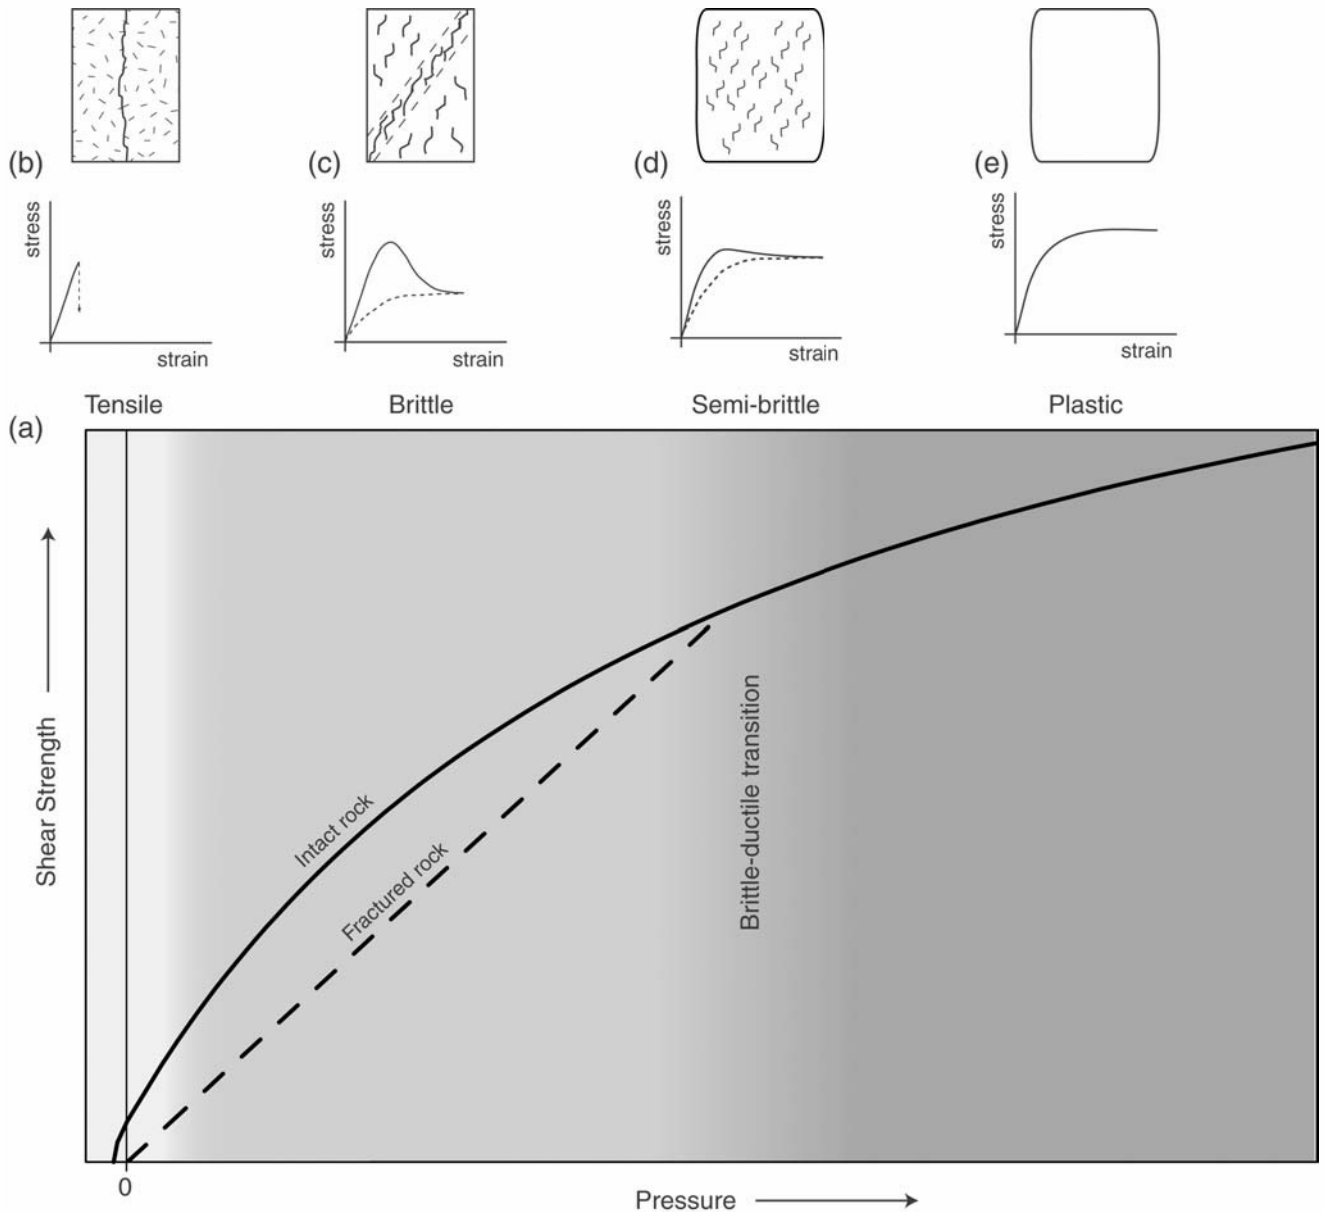 (b)
(c)
(d)
(e)
stress
strain
stress
strain
stress
strain
stress
strain
Tensile
Brittle
Semi-brittle
Plastic
(a)
Shear Strength
Intact rock
Fractured rock
Brittle-ductile transition
0
Pressure